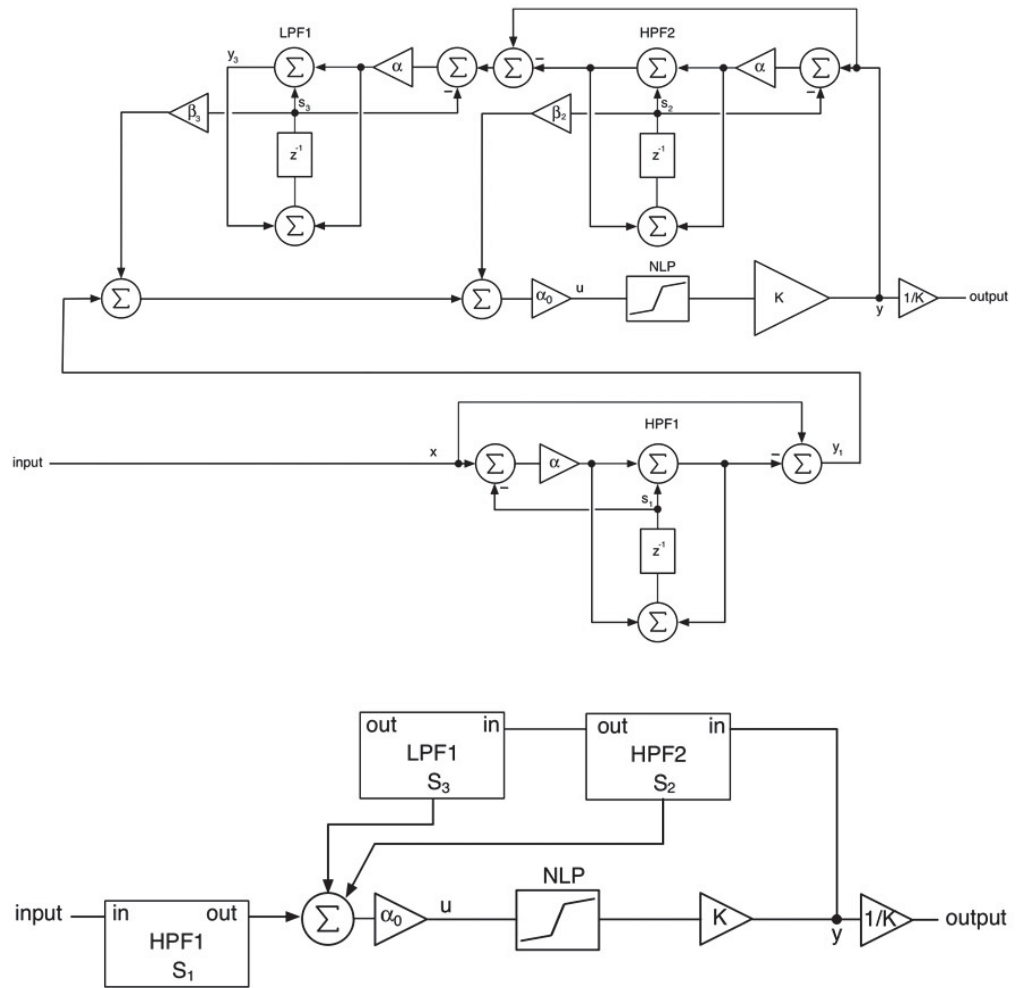 LPF1
HPF2
y₃ Σ α Σ Σ − Σ α Σ
− −
β₃ s₃ β₂ s₂
z⁻¹ z⁻¹
Σ Σ
NLP
Σ Σ α₀ u K y 1/K output
HPF1
input x Σ α Σ − Σ y₁
− s₁
z⁻¹
Σ
out in out in
LPF1 HPF2
S₃ S₂
NLP
input in out Σ α₀ u K y 1/K output
HPF1
S₁